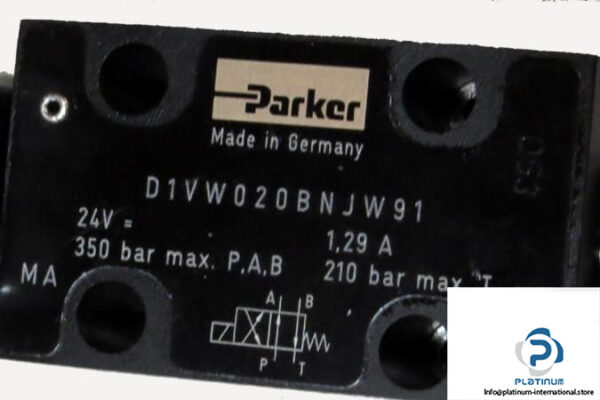 Parker
Made in Germany
DS3
D1VW020BNJW91
24V =
1,29 A
350 bar max. P,A,B
210 bar max. T
MA
A B
P T
PLATINUM
Info@platinum-international.store